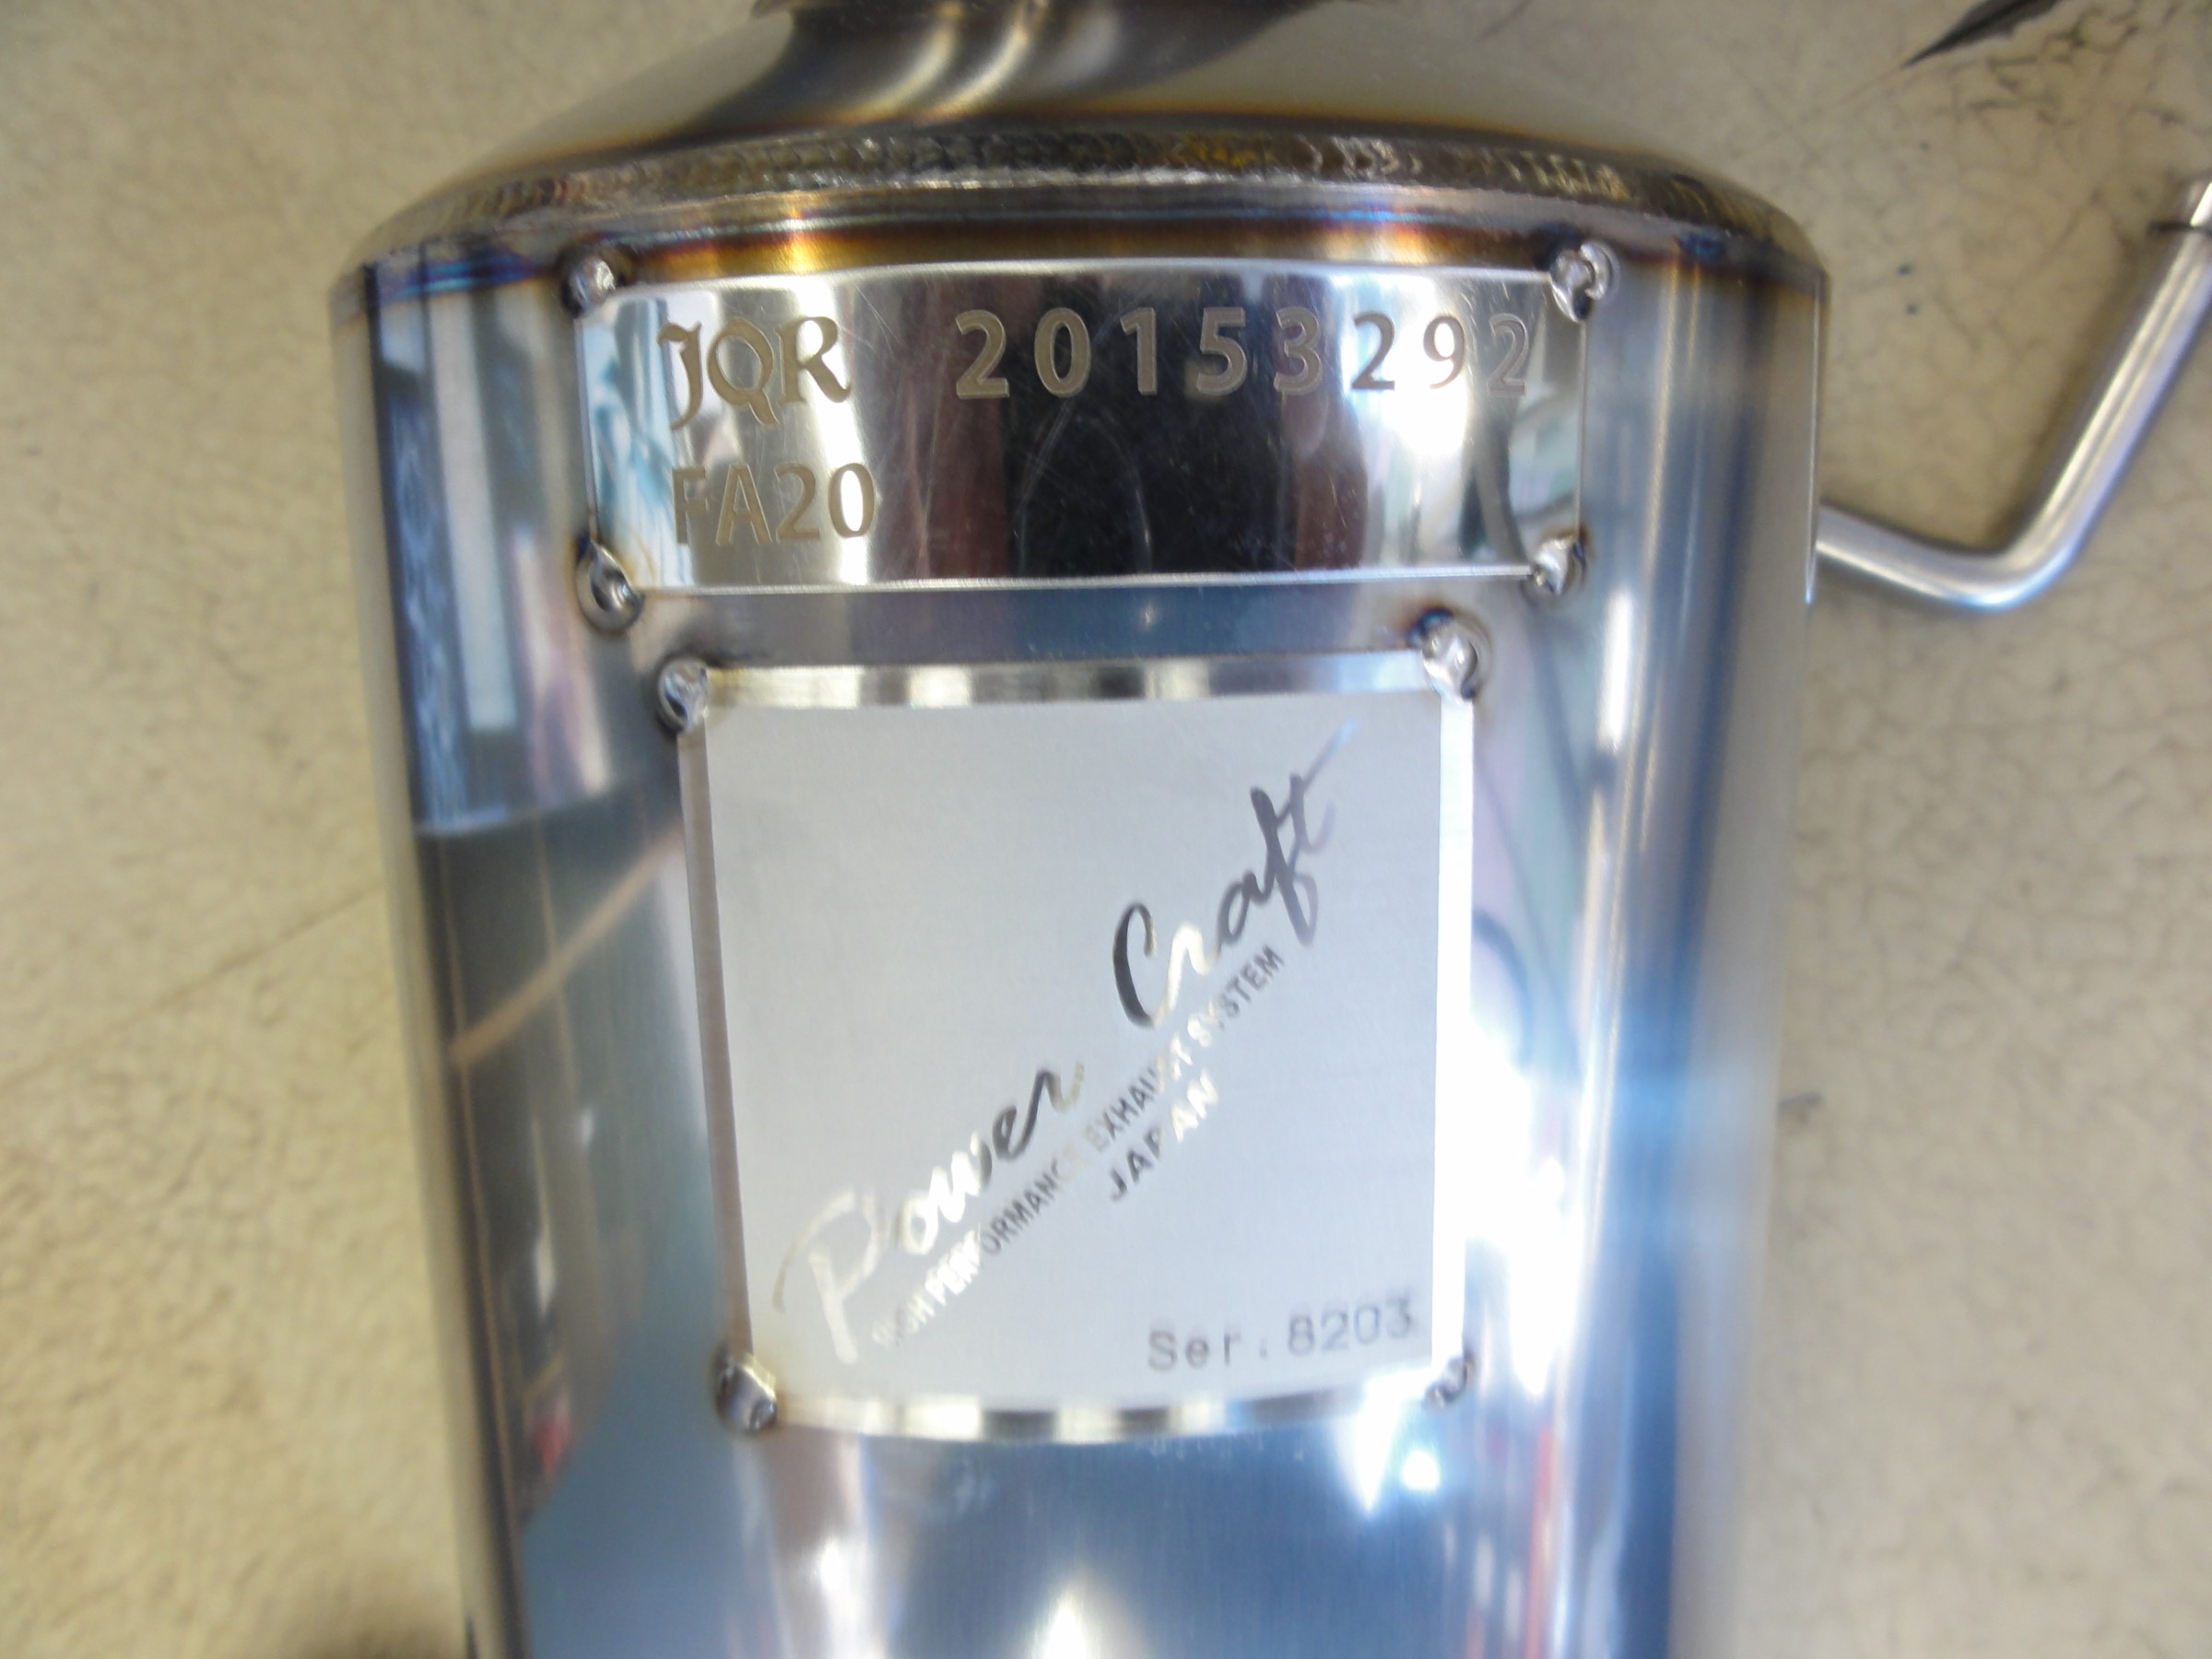 JQR 20153292
FA20
Power Craft
HIGH PERFORMANCE EXHAUST SYSTEM
JAPAN
Ser.8203